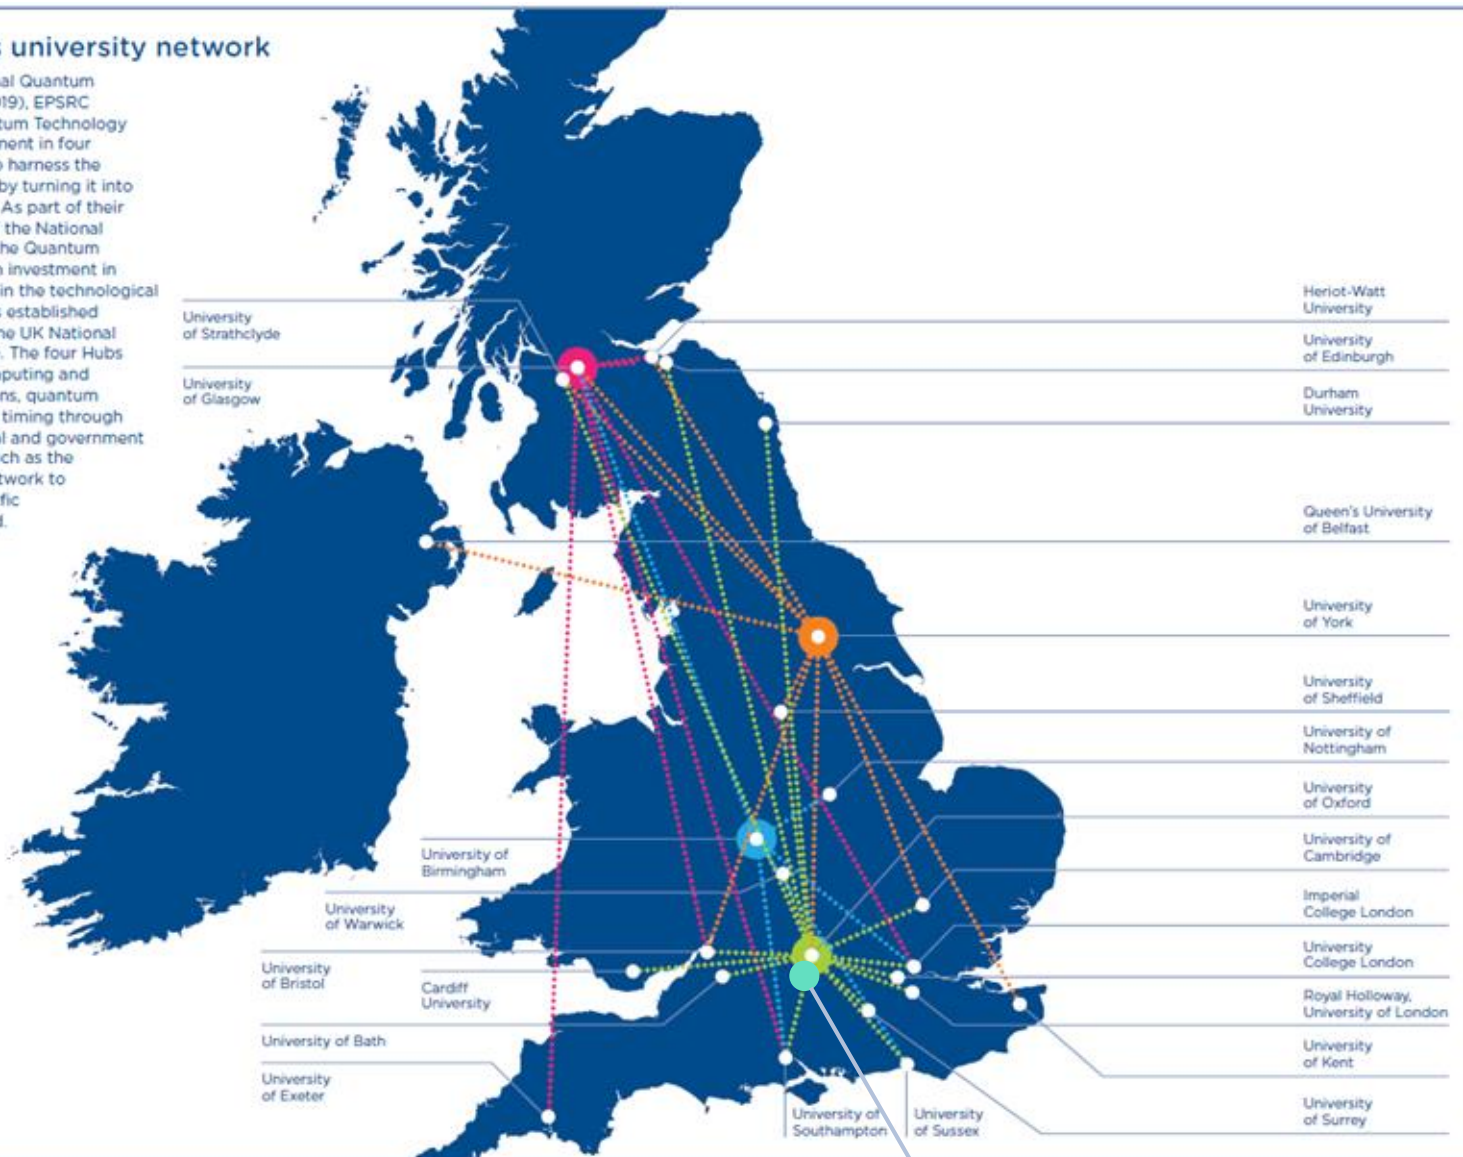 university network
al Quantum
19), EPSRC
tum Technology
ment in four
o harness the
by turning it into
As part of their
the National
he Quantum
investment in
in the technological
s established
he UK National
. The four Hubs
puting and
ns, quantum
timing through
al and government
ch as the
twork to
fic
d.
University
of Strathclyde
University
of Glasgow
University of
Birmingham
University
of Warwick
University
of Bristol
Cardiff
University
University of Bath
University
of Exeter
University of
Southampton
University
of Sussex
Heriot-Watt
University
University
of Edinburgh
Durham
University
Queen's University
of Belfast
University
of York
University
of Sheffield
University of
Nottingham
University
of Oxford
University of
Cambridge
Imperial
College London
University
College London
Royal Holloway,
University of London
University
of Kent
University
of Surrey